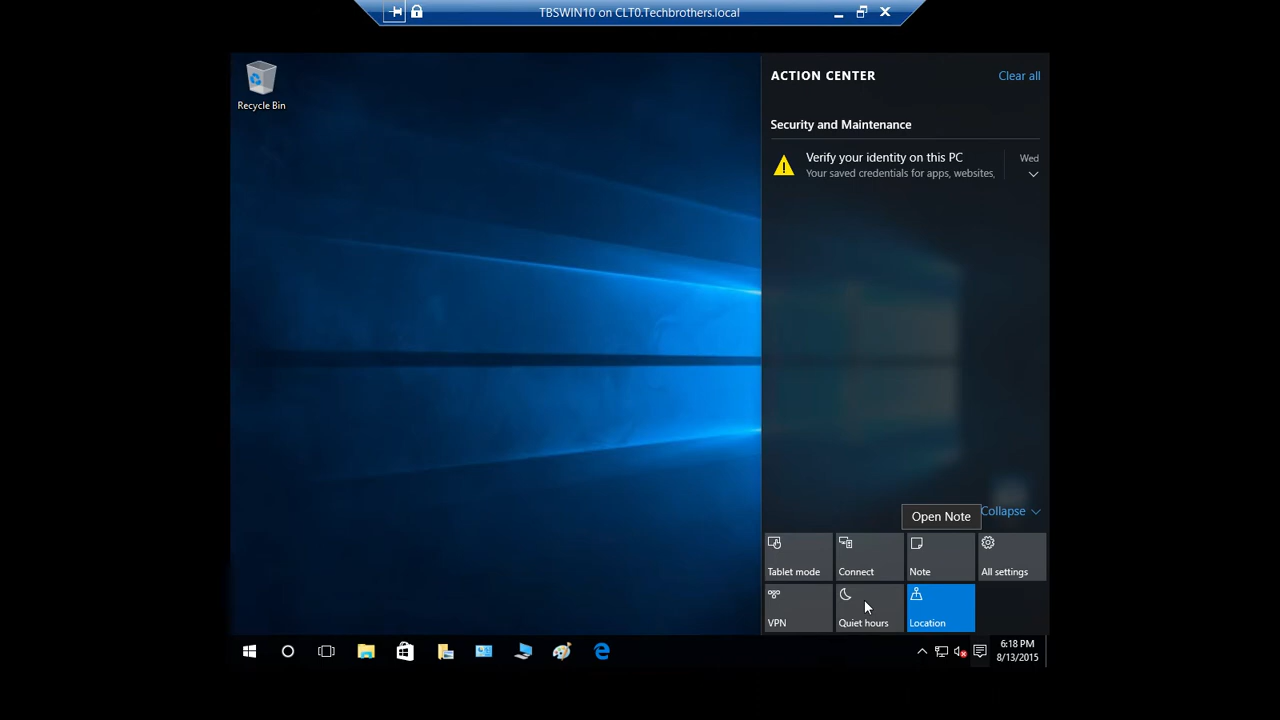 TBSWIN10 on CLT0.Techbrothers.local
Recycle Bin
ACTION CENTER
Clear all
Security and Maintenance
Verify your identity on this PC
Wed
Your saved credentials for apps, websites,
Open Note
Collapse
Tablet mode
Connect
Note
All settings
VPN
Quiet hours
Location
6:18 PM
8/13/2015